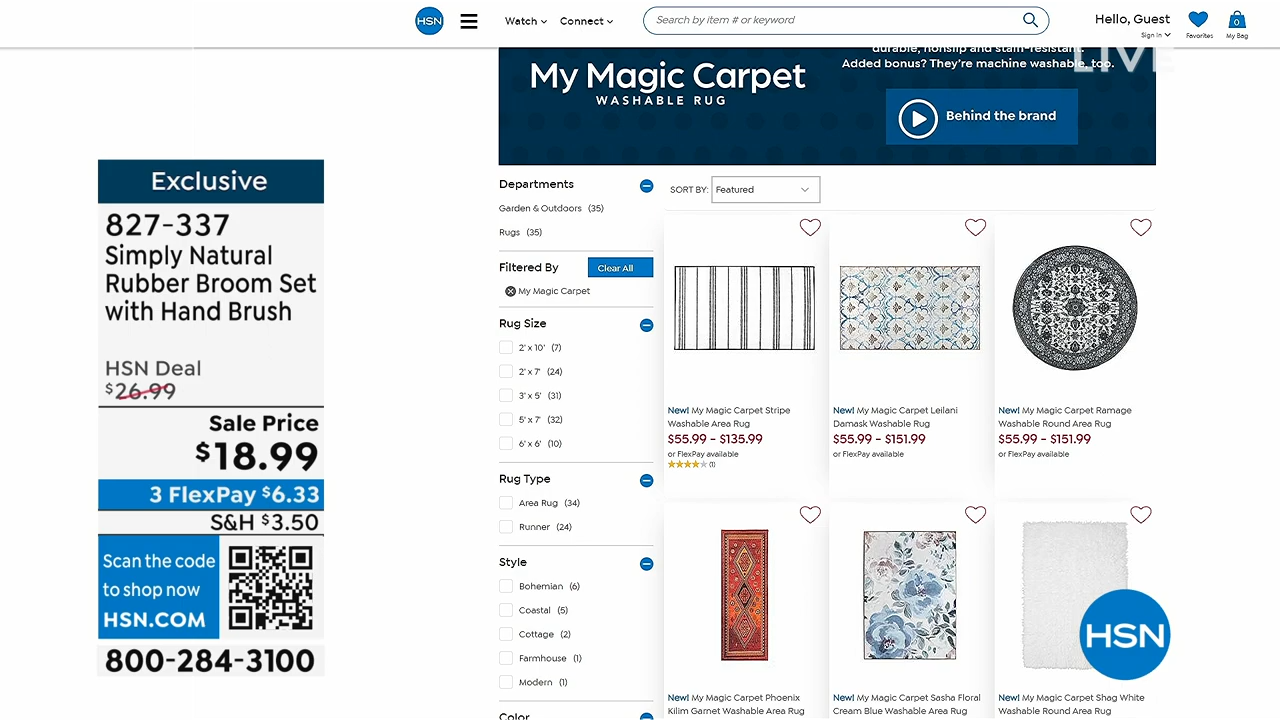 HSN
Watch
Connect
Search by item # or keyword
Hello, Guest
Sign In
Favorites
0
My Bag
durable, nonslip and stain-resistant.
Added bonus? They're machine washable, too.
LIVE
My Magic Carpet
WASHABLE RUG
Behind the brand
Exclusive
827-337
Simply Natural
Rubber Broom Set
with Hand Brush
HSN Deal
$26.99
Sale Price
$18.99
3 FlexPay $6.33
S&H $3.50
Scan the code
to shop now
HSN.COM
800-284-3100
Departments
Garden & Outdoors (35)
Rugs (35)
Filtered By
Clear All
My Magic Carpet
Rug Size
2' x 10' (7)
2' x 7' (24)
3' x 5' (31)
5' x 7' (32)
6' x 6' (10)
Rug Type
Area Rug (34)
Runner (24)
Style
Bohemian (6)
Coastal (5)
Cottage (2)
Farmhouse (1)
Modern (1)
Color
SORT BY: Featured
New! My Magic Carpet Stripe
Washable Area Rug
$55.99 - $135.99
or FlexPay available
(1)
New! My Magic Carpet Leilani
Damask Washable Rug
$55.99 - $151.99
or FlexPay available
New! My Magic Carpet Ramage
Washable Round Area Rug
$55.99 - $151.99
or FlexPay available
New! My Magic Carpet Phoenix
Kilim Garnet Washable Area Rug
New! My Magic Carpet Sasha Floral
Cream Blue Washable Area Rug
New! My Magic Carpet Shag White
Washable Round Area Rug
HSN